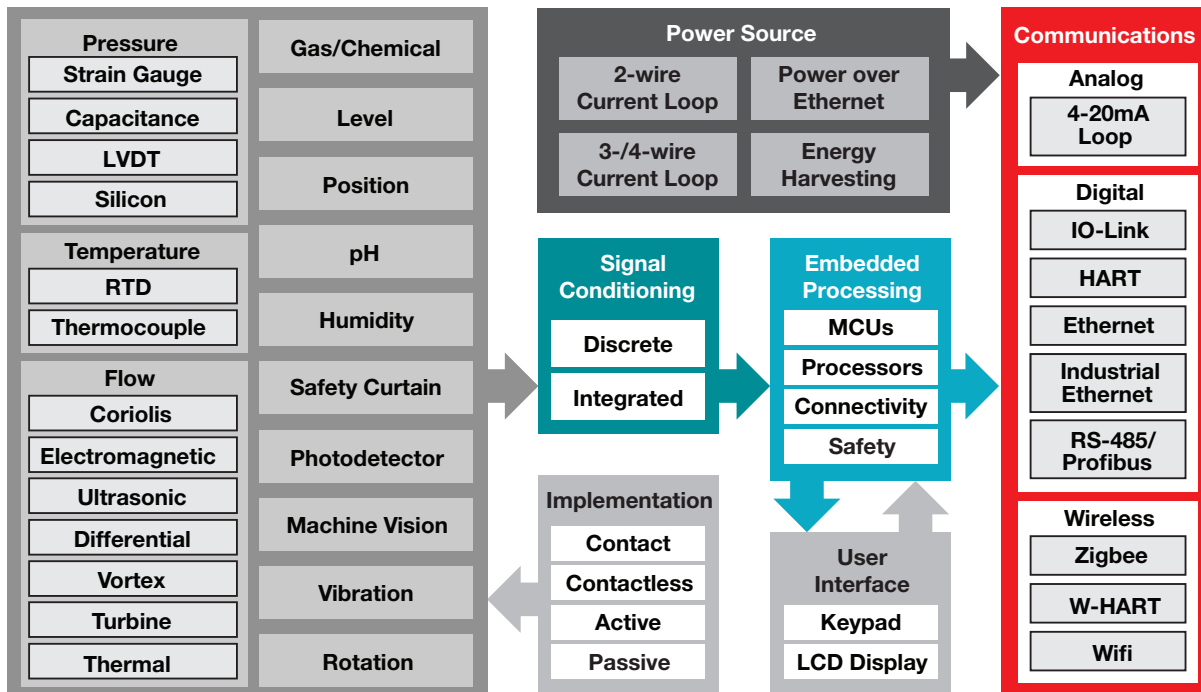 Pressure
Strain Gauge
Capacitance
LVDT
Silicon
Temperature
RTD
Thermocouple
Flow
Coriolis
Electromagnetic
Ultrasonic
Differential
Vortex
Turbine
Thermal
Gas/Chemical
Level
Position
pH
Humidity
Safety Curtain
Photodetector
Machine Vision
Vibration
Rotation
Power Source
2-wire
Current Loop
Power over
Ethernet
3-/4-wire
Current Loop
Energy
Harvesting
Signal
Conditioning
Discrete
Integrated
Embedded
Processing
MCUs
Processors
Connectivity
Safety
Implementation
Contact
Contactless
Active
Passive
User
Interface
Keypad
LCD Display
Communications
Analog
4-20mA
Loop
Digital
IO-Link
HART
Ethernet
Industrial
Ethernet
RS-485/
Profibus
Wireless
Zigbee
W-HART
Wifi